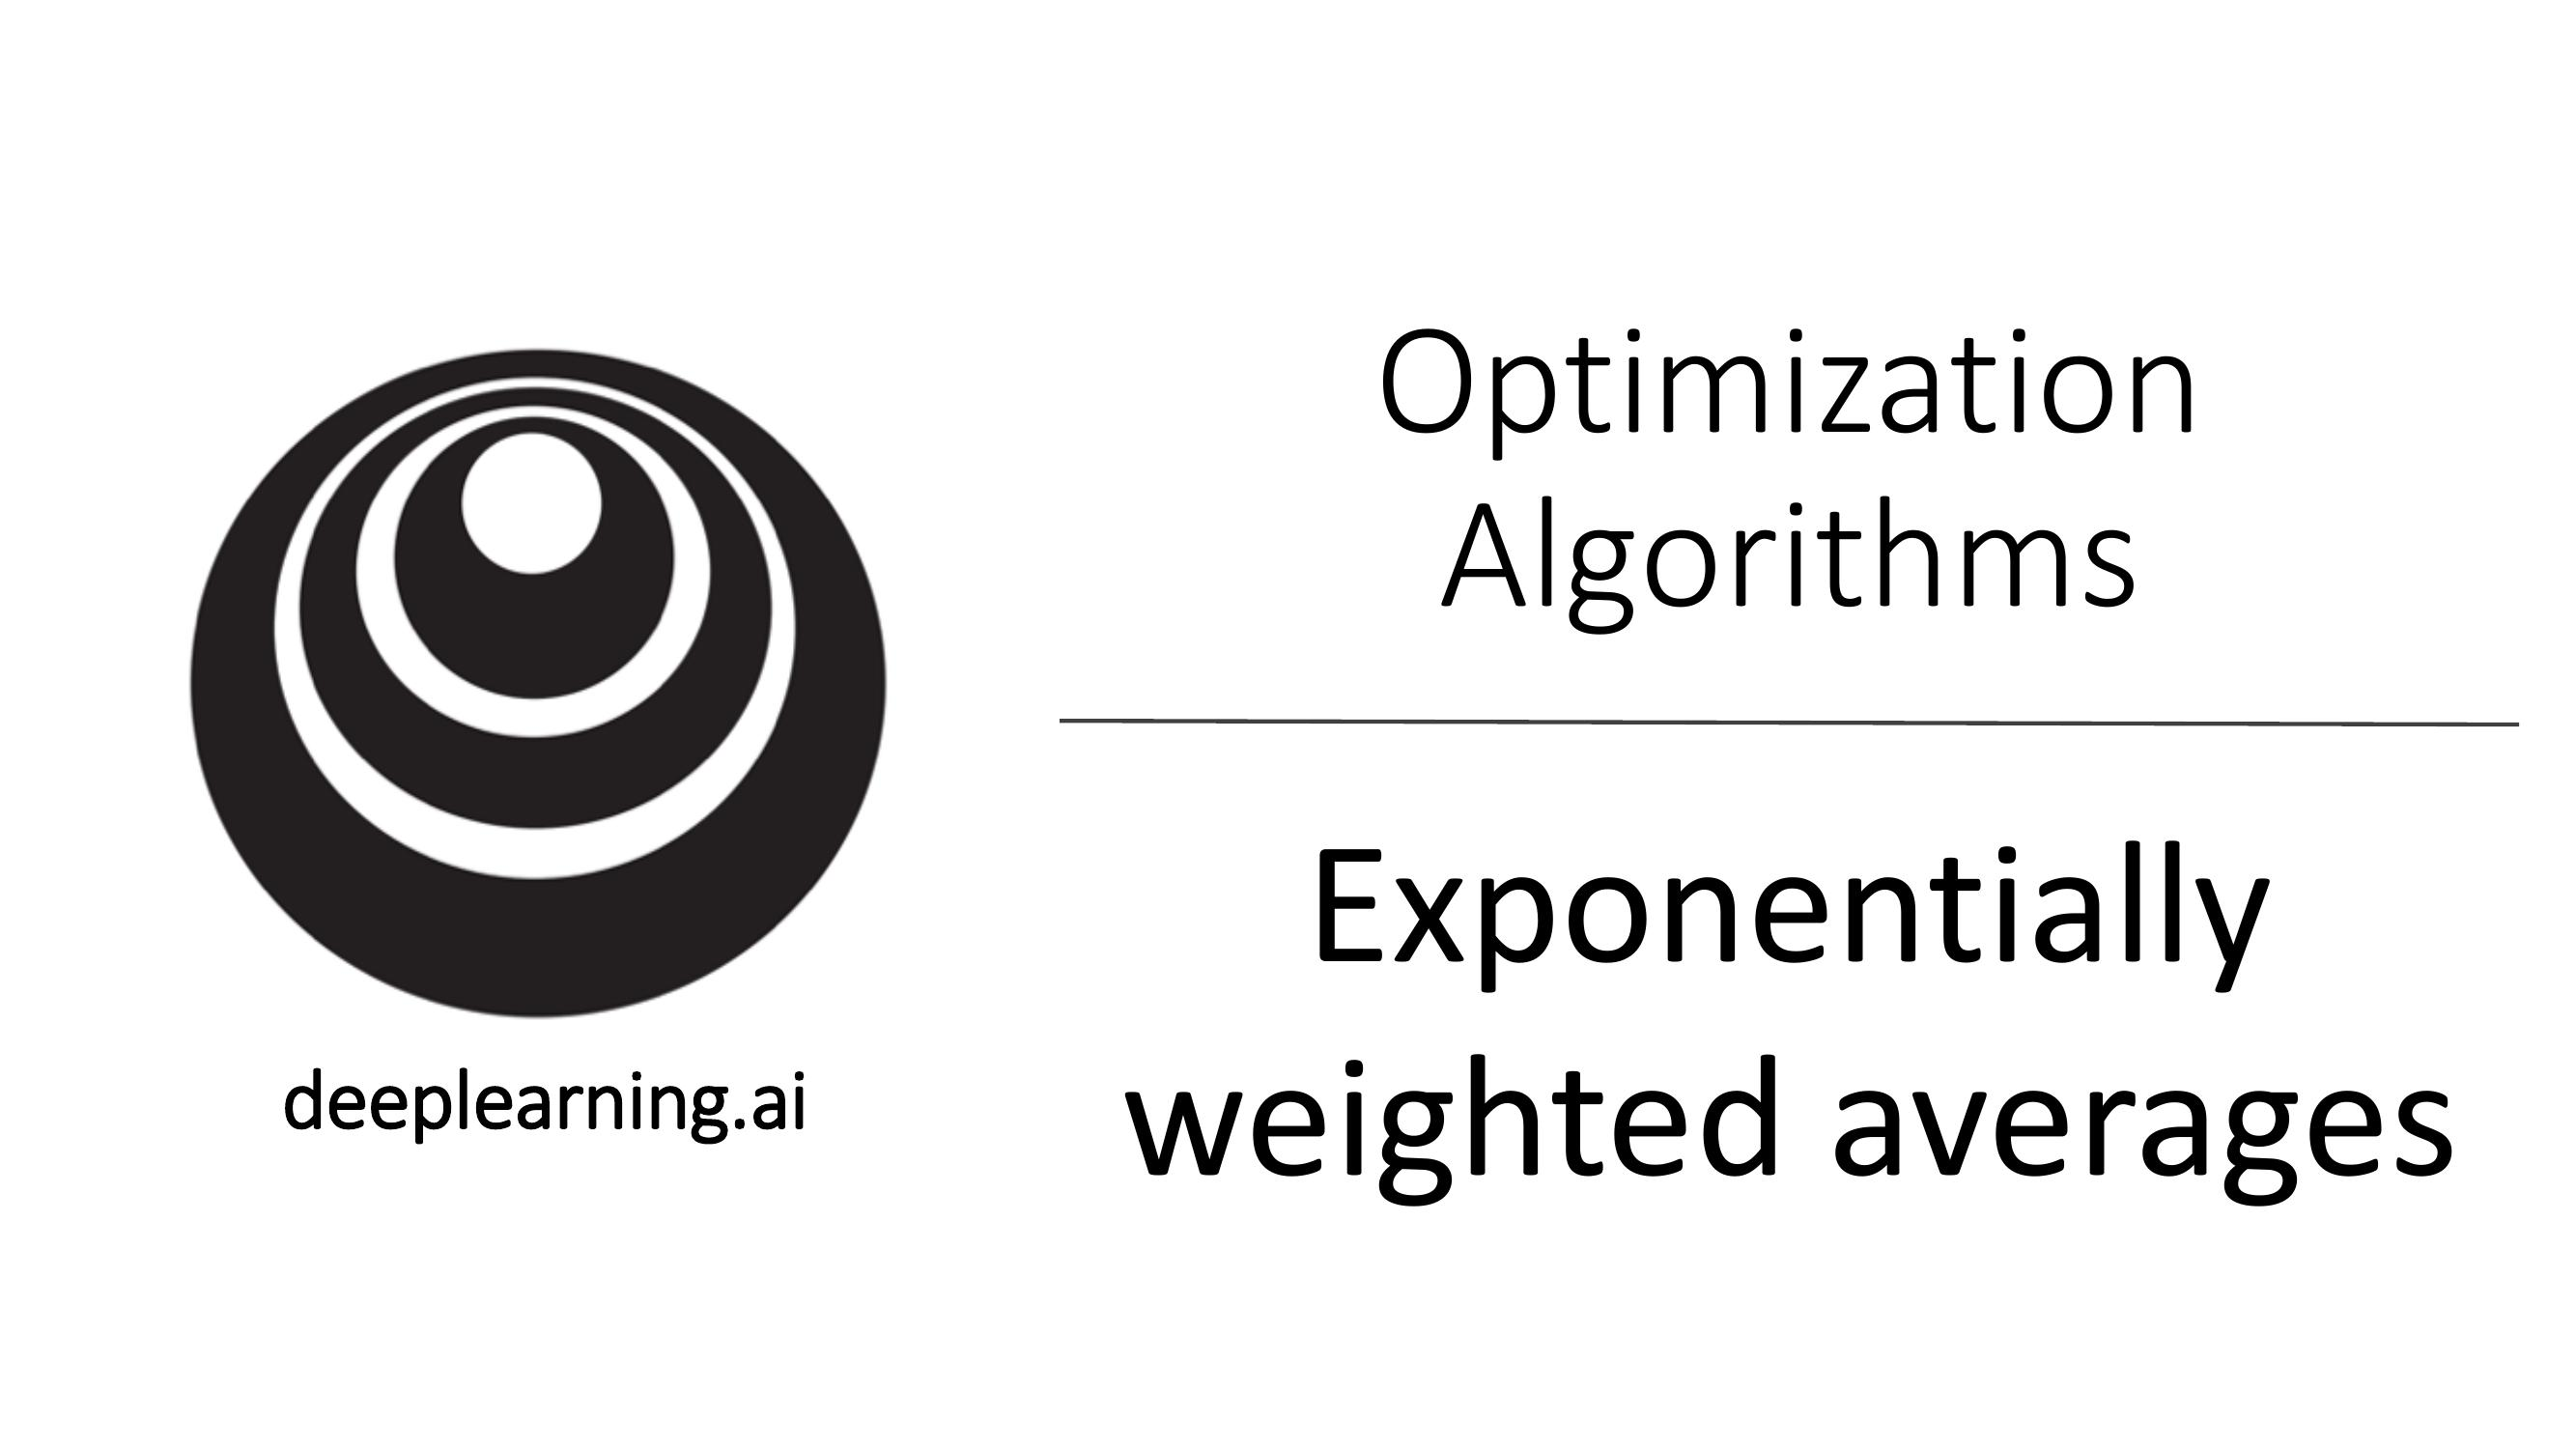 deeplearning.ai
Optimization
Algorithms
Exponentially
weighted averages